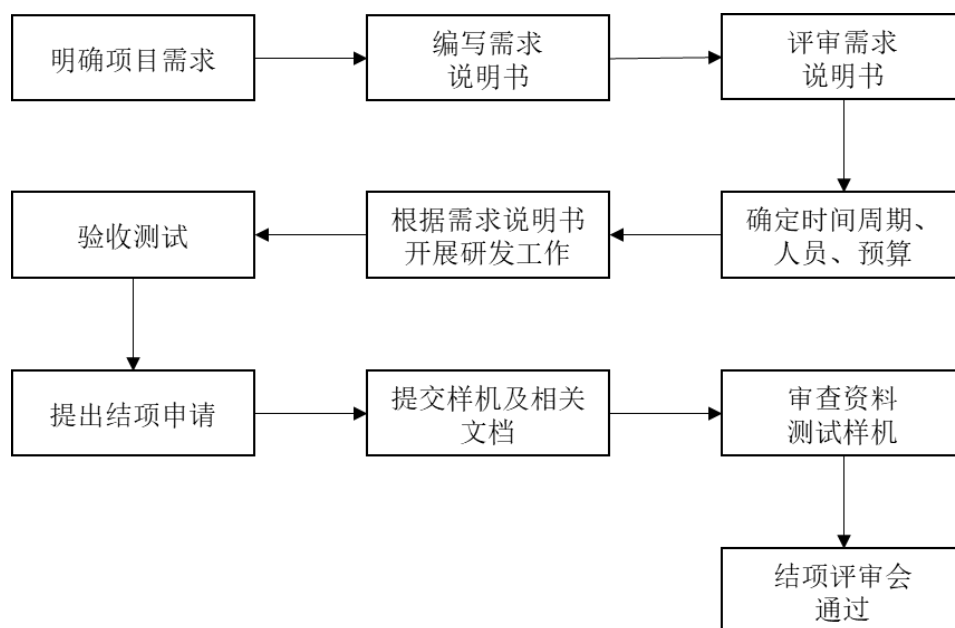 明确项目需求
编写需求
说明书
评审需求
说明书
确定时间周期、
人员、预算
根据需求说明书
开展研发工作
验收测试
提出结项申请
提交样机及相关
文档
审查资料
测试样机
结项评审会
通过